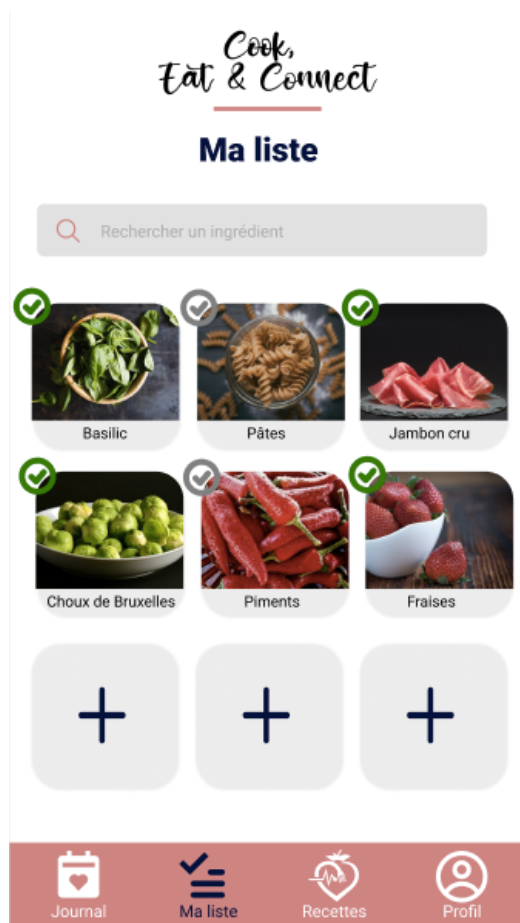 Cook,
Eat & Connect
Ma liste
Rechercher un ingrédient
Basilic
Pâtes
Jambon cru
Choux de Bruxelles
Piments
Fraises
Journal
Ma liste
Recettes
Profil